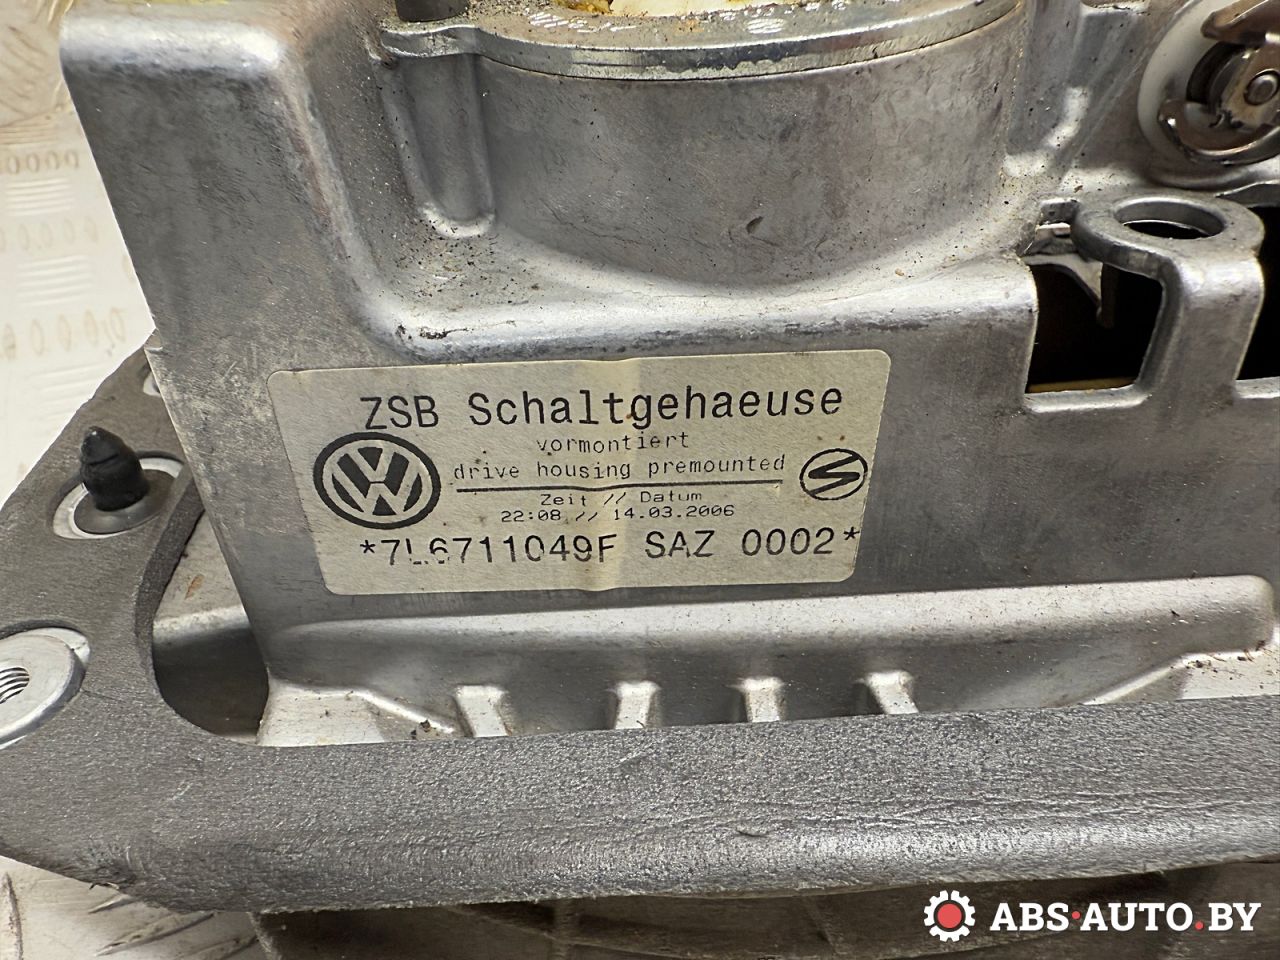 ZSB Schaltgehaeuse
vormontiert
drive housing premounted
Zeit // Datum
22:08 // 14.03.2006
*7L6711049F SAZ 0002*
ABS·AUTO.BY